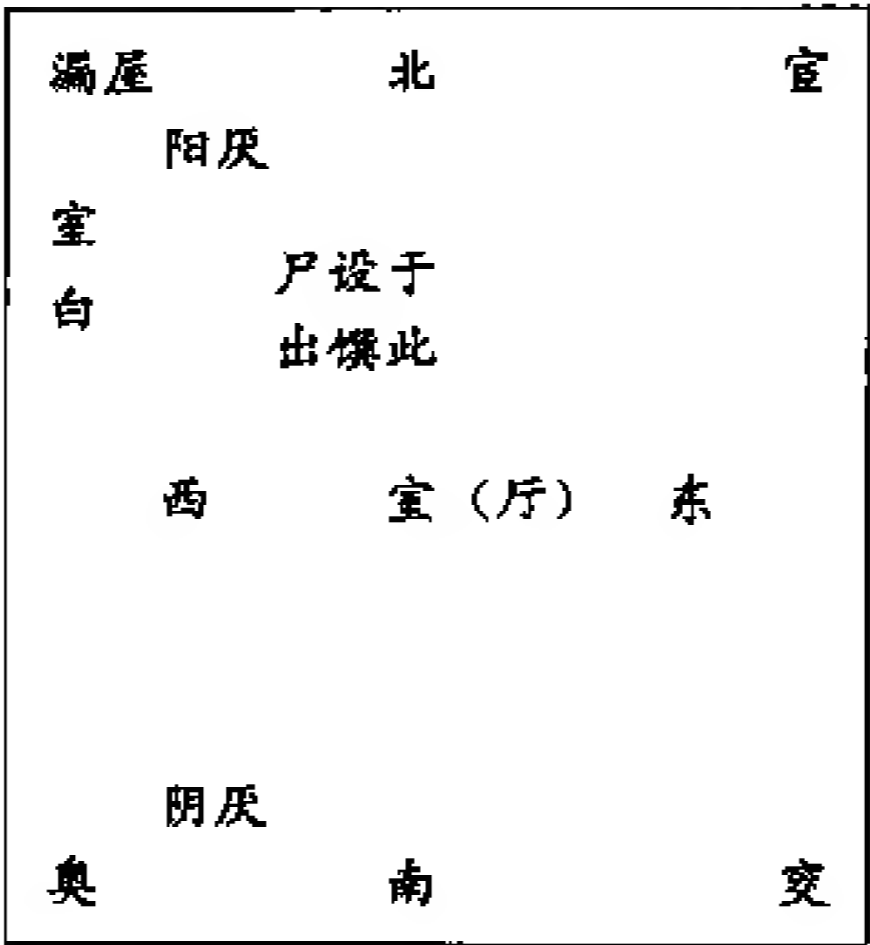 漏屋 北 宧
阳厌
室
白
尸设于
出馔此
西 室（厅） 东
阴厌
奥 南 窔